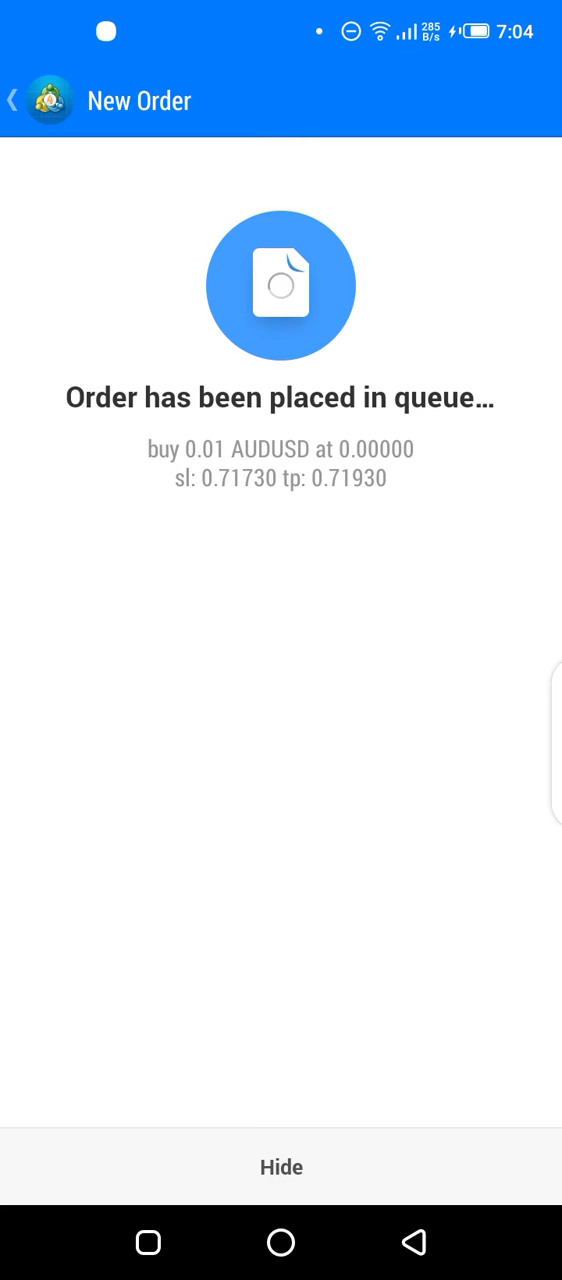 285
B/s
7:04
New Order
Order has been placed in queue...
buy 0.01 AUDUSD at 0.00000
sl: 0.71730 tp: 0.71930
Hide